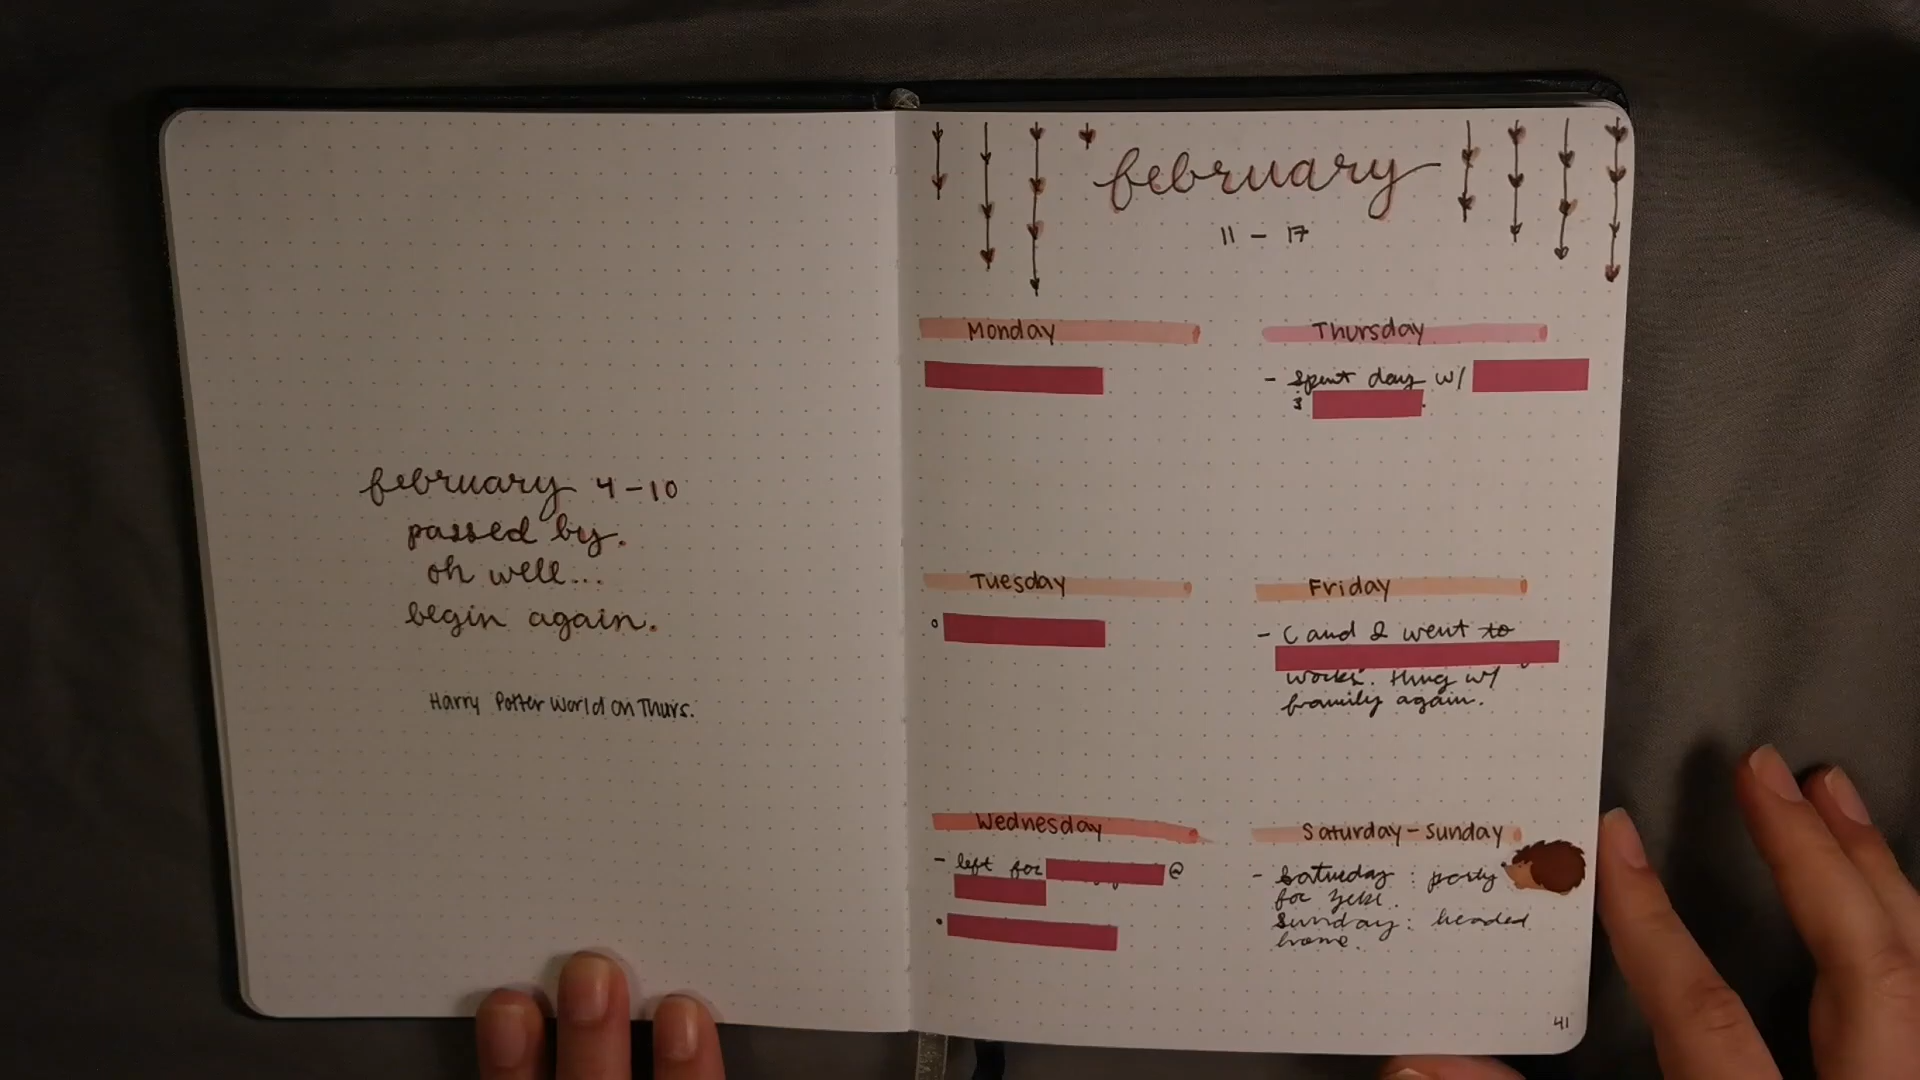 february 4-10
passed by.
oh well...
begin again.
Harry Potter World on Thurs.
february
11 - 17
Monday
Tuesday
Wednesday
- left for @
Thursday
- spent day w/
Friday
- C and I went to
works. thing w/
family again.
Saturday - Sunday
- Saturday: party
for
Sunday: headed
home.
41